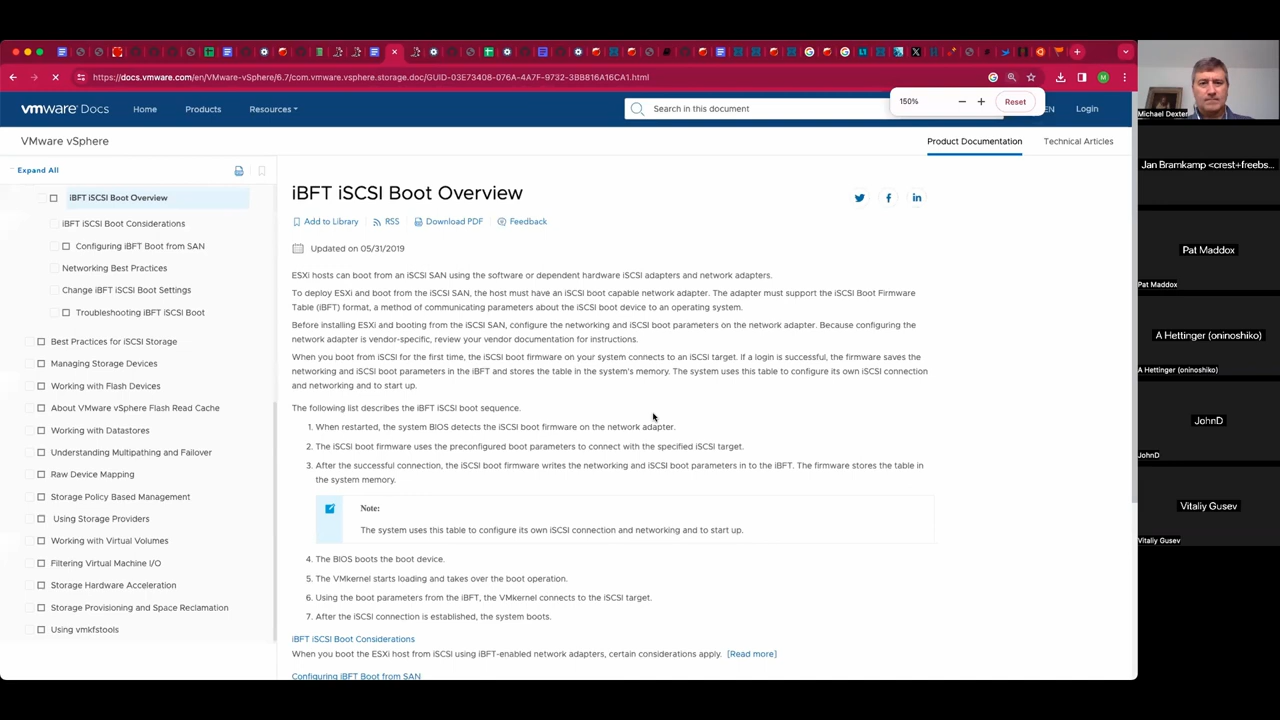 https://docs.vmware.com/en/VMware-vSphere/6.7/com.vmware.vsphere.storage.doc/GUID-03E73408-076A-4A7F-9732-3BB816A16CA1.html
M
vmware Docs
Home
Products
Resources
Search in this document
150%
Reset
EN
Login
VMware vSphere
Product Documentation
Technical Articles
Expand All
iBFT iSCSI Boot Overview
iBFT iSCSI Boot Considerations
Configuring iBFT Boot from SAN
Networking Best Practices
Change iBFT iSCSI Boot Settings
Troubleshooting iBFT iSCSI Boot
Best Practices for iSCSI Storage
Managing Storage Devices
Working with Flash Devices
About VMware vSphere Flash Read Cache
Working with Datastores
Understanding Multipathing and Failover
Raw Device Mapping
Storage Policy Based Management
Using Storage Providers
Working with Virtual Volumes
Filtering Virtual Machine I/O
Storage Hardware Acceleration
Storage Provisioning and Space Reclamation
Using vmkfstools
iBFT iSCSI Boot Overview
Add to Library
RSS
Download PDF
Feedback
Updated on 05/31/2019
ESXi hosts can boot from an iSCSI SAN using the software or dependent hardware iSCSI adapters and network adapters.
To deploy ESXi and boot from the iSCSI SAN, the host must have an iSCSI boot capable network adapter. The adapter must support the iSCSI Boot Firmware
Table (iBFT) format, a method of communicating parameters about the iSCSI boot device to an operating system.
Before installing ESXi and booting from the iSCSI SAN, configure the networking and iSCSI boot parameters on the network adapter. Because configuring the
network adapter is vendor-specific, review your vendor documentation for instructions.
When you boot from iSCSI for the first time, the iSCSI boot firmware on your system connects to an iSCSI target. If a login is successful, the firmware saves the
networking and iSCSI boot parameters in the iBFT and stores the table in the system's memory. The system uses this table to configure its own iSCSI connection
and networking and to start up.
The following list describes the iBFT iSCSI boot sequence.
1. When restarted, the system BIOS detects the iSCSI boot firmware on the network adapter.
2. The iSCSI boot firmware uses the preconfigured boot parameters to connect with the specified iSCSI target.
3. After the successful connection, the iSCSI boot firmware writes the networking and iSCSI boot parameters in to the iBFT. The firmware stores the table in
the system memory.
Note:
The system uses this table to configure its own iSCSI connection and networking and to start up.
4. The BIOS boots the boot device.
5. The VMkernel starts loading and takes over the boot operation.
6. Using the boot parameters from the iBFT, the VMkernel connects to the iSCSI target.
7. After the iSCSI connection is established, the system boots.
iBFT iSCSI Boot Considerations
When you boot the ESXi host from iSCSI using iBFT-enabled network adapters, certain considerations apply. [Read more]
Configuring iBFT Boot from SAN
Michael Dexter
Jan Bramkamp <crest+freebs...
Pat Maddox
Pat Maddox
A Hettinger (oninoshiko)
A Hettinger (oninoshiko)
JohnD
JohnD
Vitaliy Gusev
Vitaliy Gusev